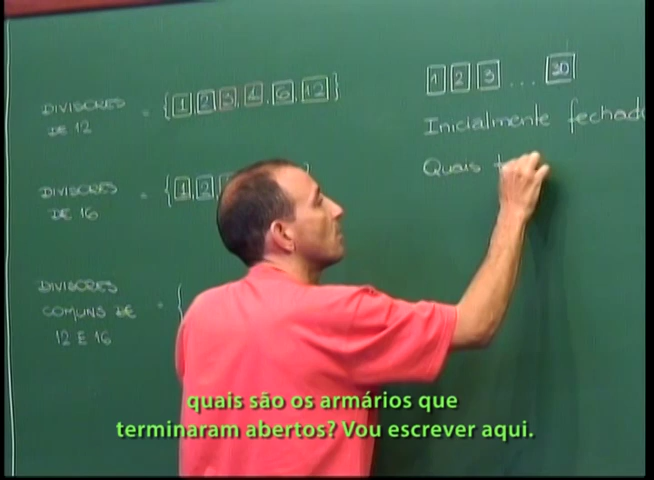 DIVISORES
DE 12 = {1, 2, 3, 4, 6, 12}
DIVISORES
DE 16 = {1, 2
DIVISORES
COMUNS DE = {
12 E 16
1 2 3 ... 30
Inicialmente fechad
Quais t
quais são os armários que
terminaram abertos? Vou escrever aqui.